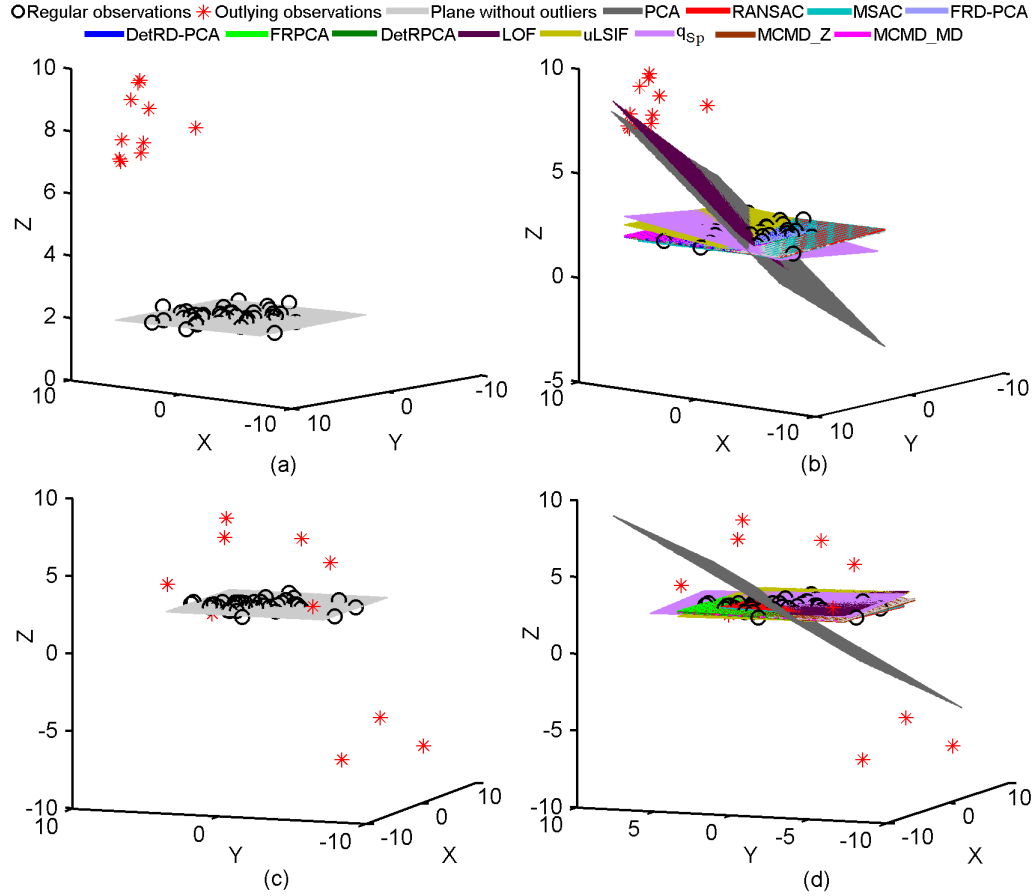 Regular observations Outlying observations Plane without outliers PCA RANSAC MSAC FRD-PCA
DetRD-PCA FRPCA DetRPCA LOF uLSIF qSp MCMD_Z MCMD_MD
10
8
6
4
2
0
Z
10
0
-10
X
10
0
-10
Y
(a)
10
5
0
-5
Z
10
0
-10
X
10
0
-10
Y
(b)
10
5
0
-5
-10
Z
10
0
-10
Y
-10
0
10
X
(c)
10
5
0
-5
-10
Z
10
5
0
-5
-10
Y
-10
0
10
X
(d)